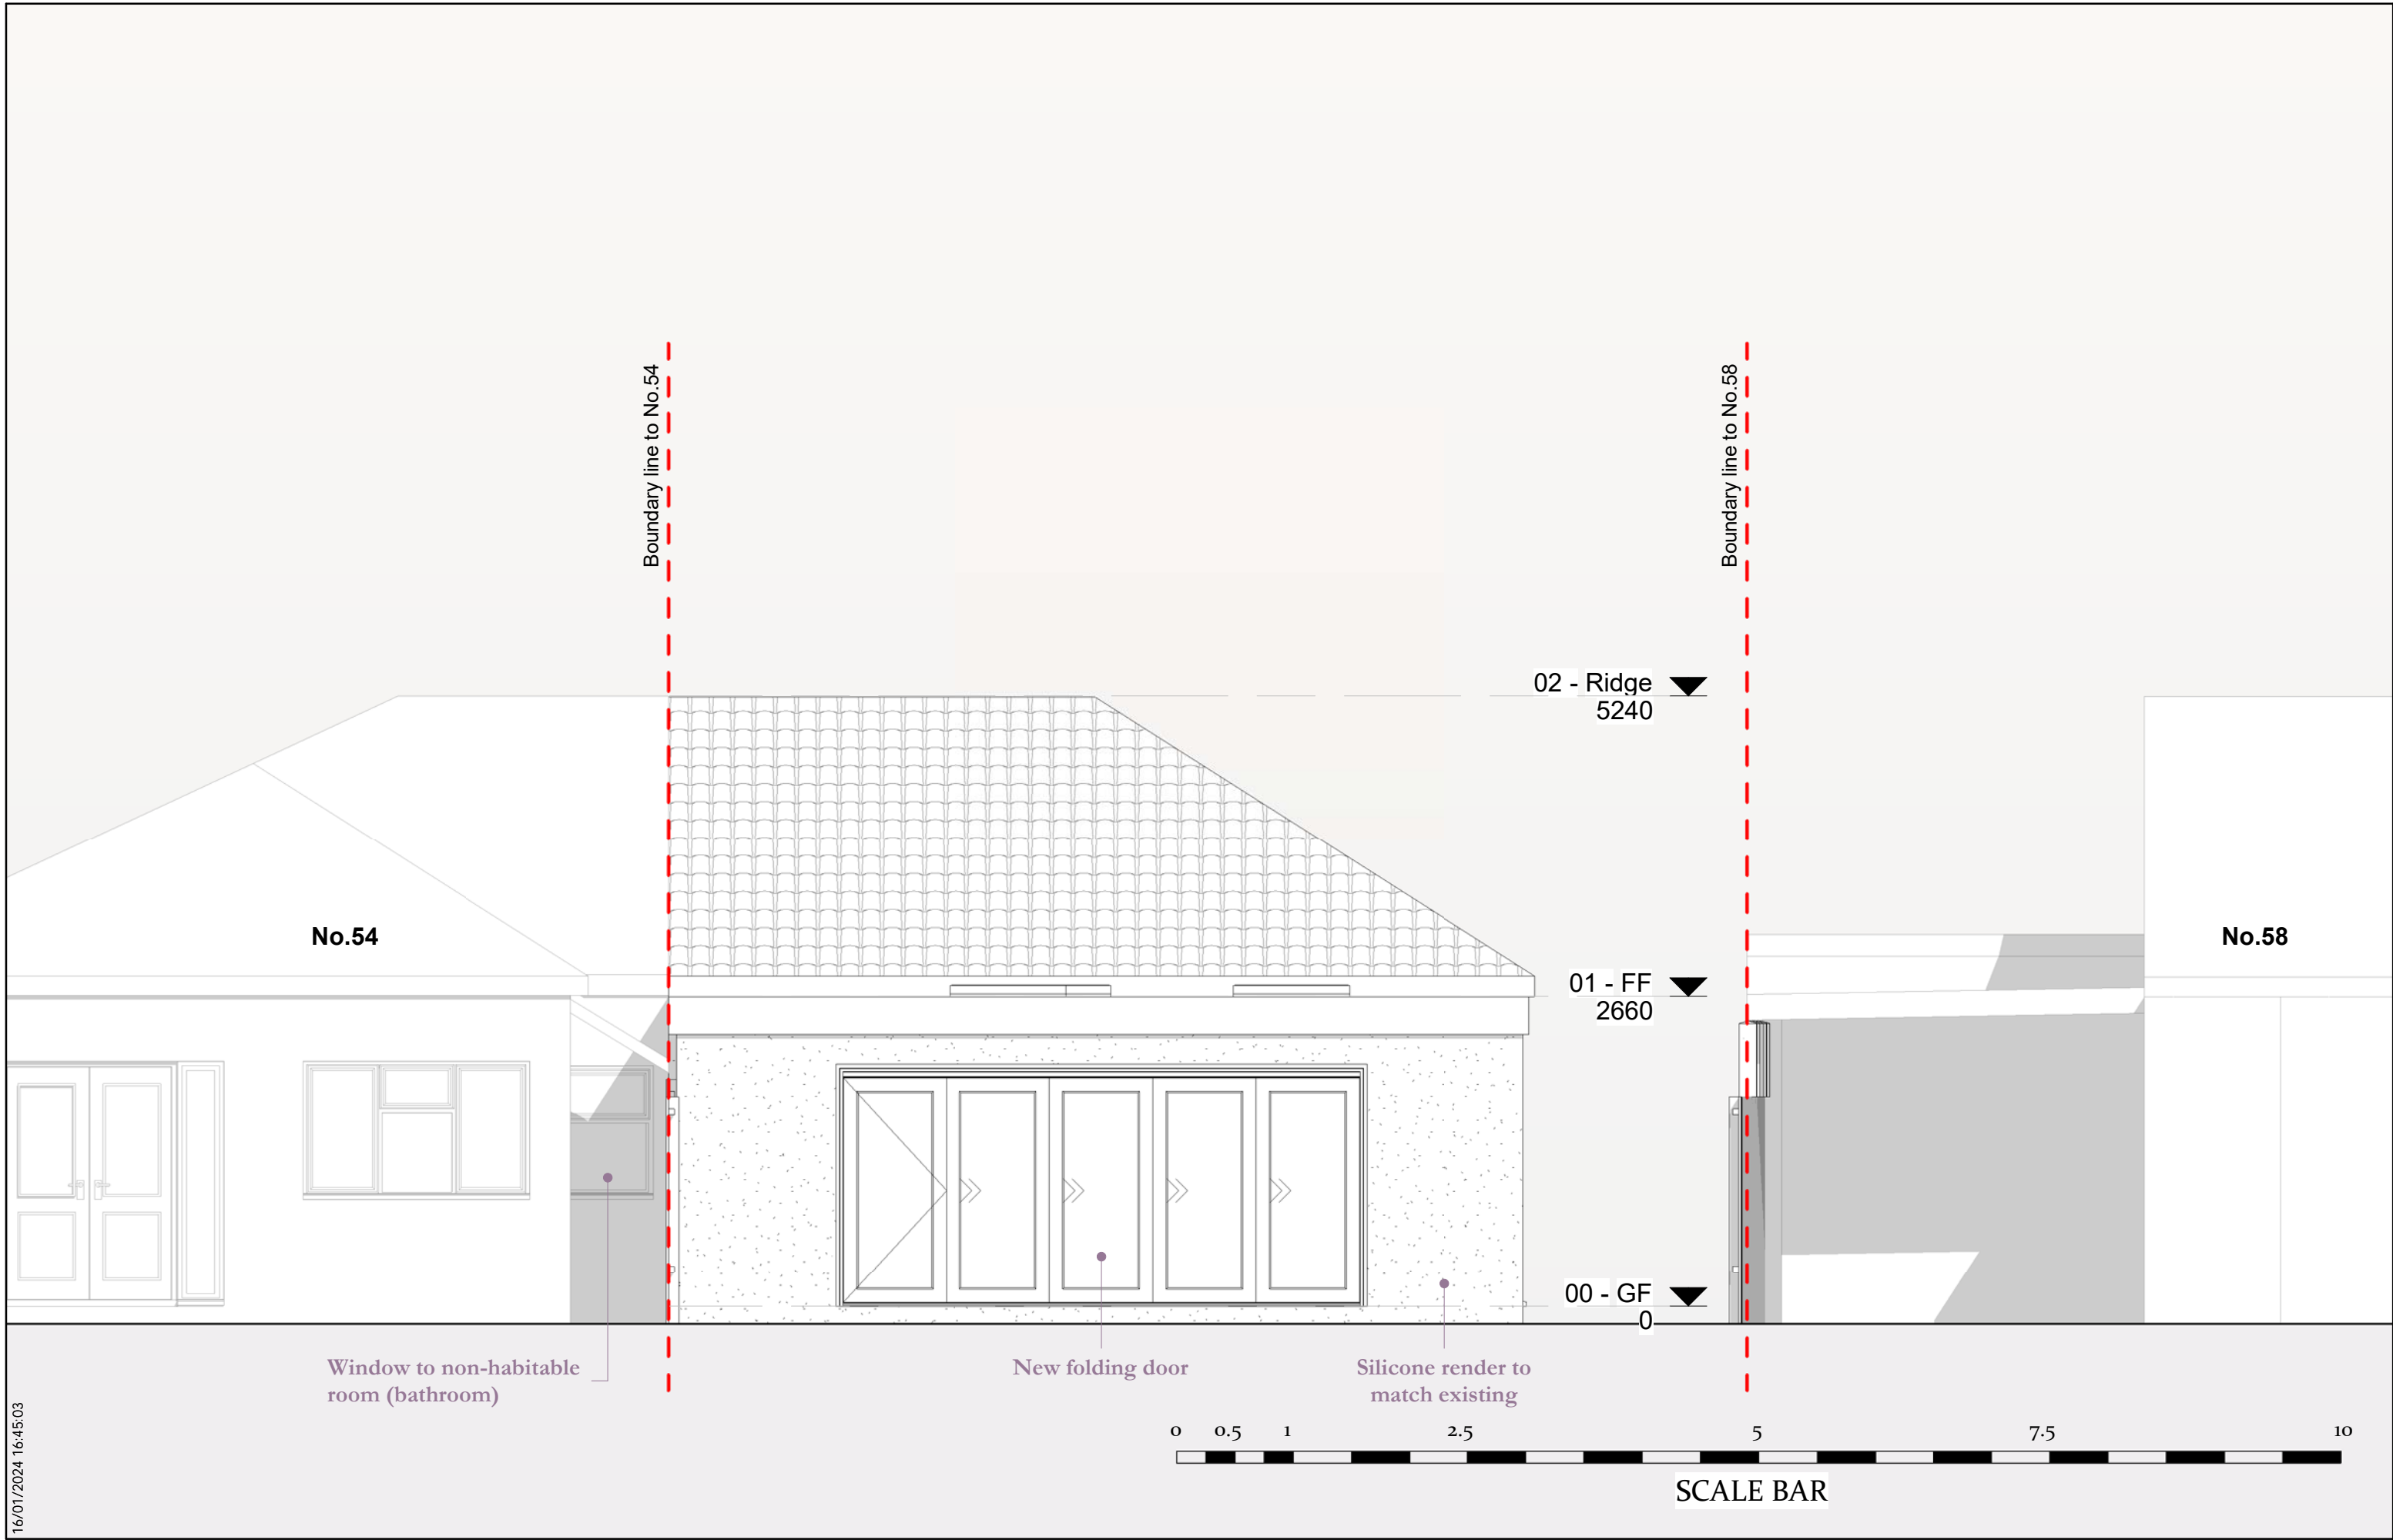 Boundary line to No.54
Boundary line to No.58
02 - Ridge
5240
No.54
No.58
01 - FF
2660
00 - GF
0
Window to non-habitable
room (bathroom)
New folding door
Silicone render to
match existing
0 0.5 1 2.5 5 7.5 10
SCALE BAR
16/01/2024 16:45:03